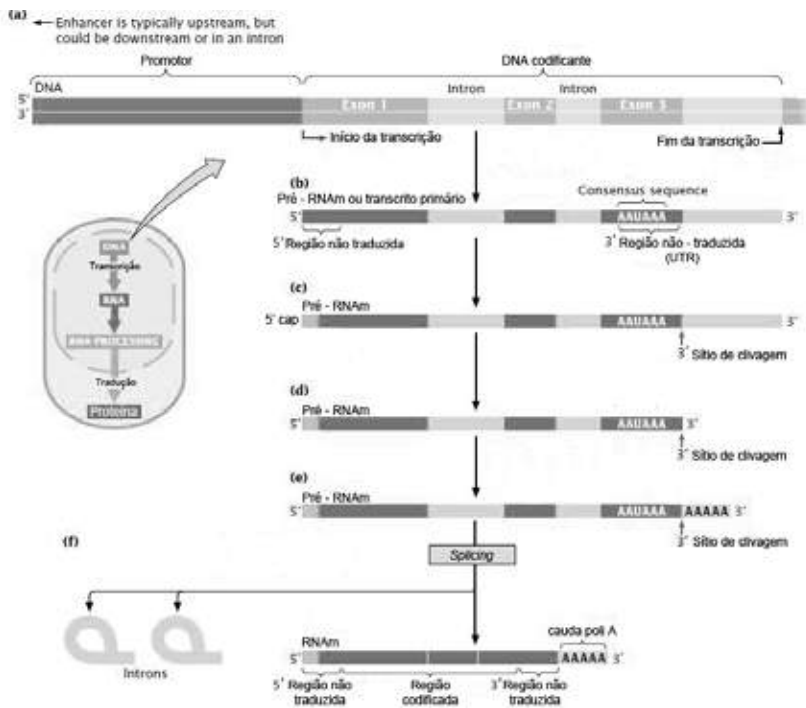 (a)
Enhancer is typically upstream, but
could be downstream or in an intron
Promotor
DNA codificante
DNA
5'
3'
Exon 1
Intron
Exon 2
Intron
Exon 3
Início da transcrição
Fim da transcrição
(b)
Pré - RNAm ou transcrito primário
Consensus sequence
5'
AAUAAA
3'
5' Região não traduzida
3' Região não - traduzida
(UTR)
DNA
Transcrição
RNA
RNA PROCESSING
Tradução
Proteína
(c)
Pré - RNAm
5' cap
AAUAAA
3'
3' Sítio de clivagem
(d)
Pré - RNAm
5'
AAUAAA
3'
3' Sítio de clivagem
(e)
Pré - RNAm
5'
AAUAAA
AAAAA
3'
3' Sítio de clivagem
(f)
Splicing
Introns
RNAm
cauda poli A
5'
AAAAA
3'
5' Região não
traduzida
Região
codificada
3' Região não
traduzida